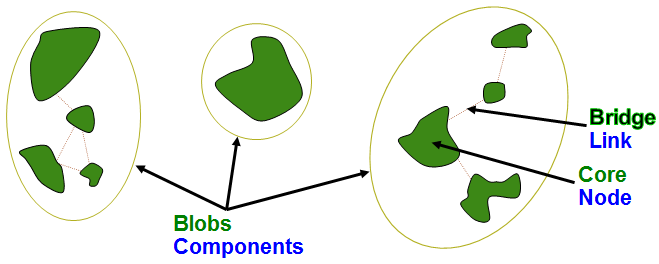 Bridge
Link
Core
Node
Blobs
Components